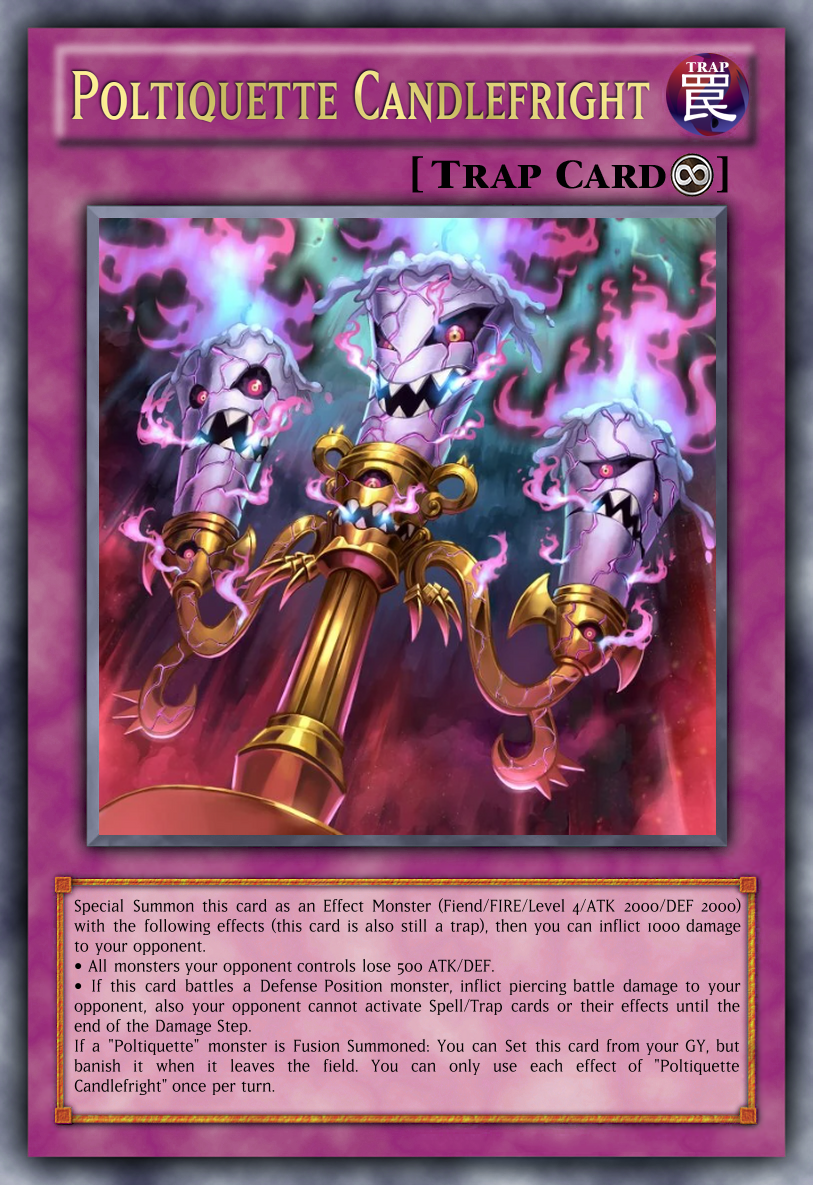 POLTIQUETTE CANDLEFRIGHT
TRAP
罠
[TRAP CARD∞]
Special Summon this card as an Effect Monster (Fiend/FIRE/Level 4/ATK 2000/DEF 2000)
with the following effects (this card is also still a trap), then you can inflict 1000 damage
to your opponent.
• All monsters your opponent controls lose 500 ATK/DEF.
• If this card battles a Defense Position monster, inflict piercing battle damage to your
opponent, also your opponent cannot activate Spell/Trap cards or their effects until the
end of the Damage Step.
If a "Poltiquette" monster is Fusion Summoned: You can Set this card from your GY, but
banish it when it leaves the field. You can only use each effect of "Poltiquette
Candlefright" once per turn.